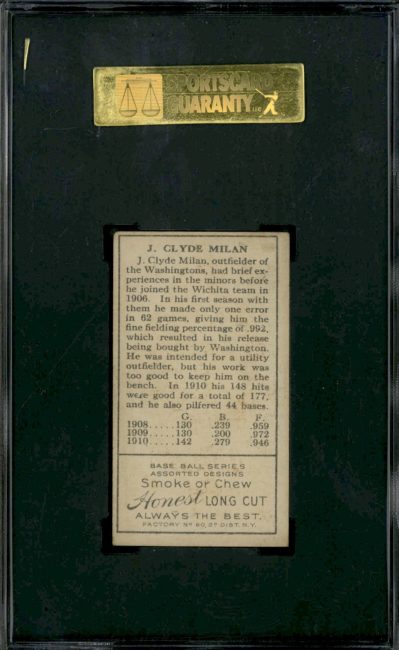 SPORTSCARD
GUARANTY LLC
J. CLYDE MILAN
J. Clyde Milan, outfielder of
the Washingtons, had brief ex-
periences in the minors before
he joined the Wichita team in
1906. In his first season with
them he made only one error
in 62 games, giving him the
fine fielding percentage of .992,
which resulted in his release
being bought by Washington.
He was intended for a utility
outfielder, but his work was
too good to keep him on the
bench. In 1910 his 148 hits
were good for a total of 177,
and he also pilfered 44 bases.
G. B. F.
1908.....130 .239 .959
1909.....130 .200 .972
1910.....142 .279 .946
BASE BALL SERIES
ASSORTED DESIGNS
Smoke or Chew
Honest LONG CUT
ALWAYS THE BEST.
FACTORY No 30, 2D DIST. N.Y.